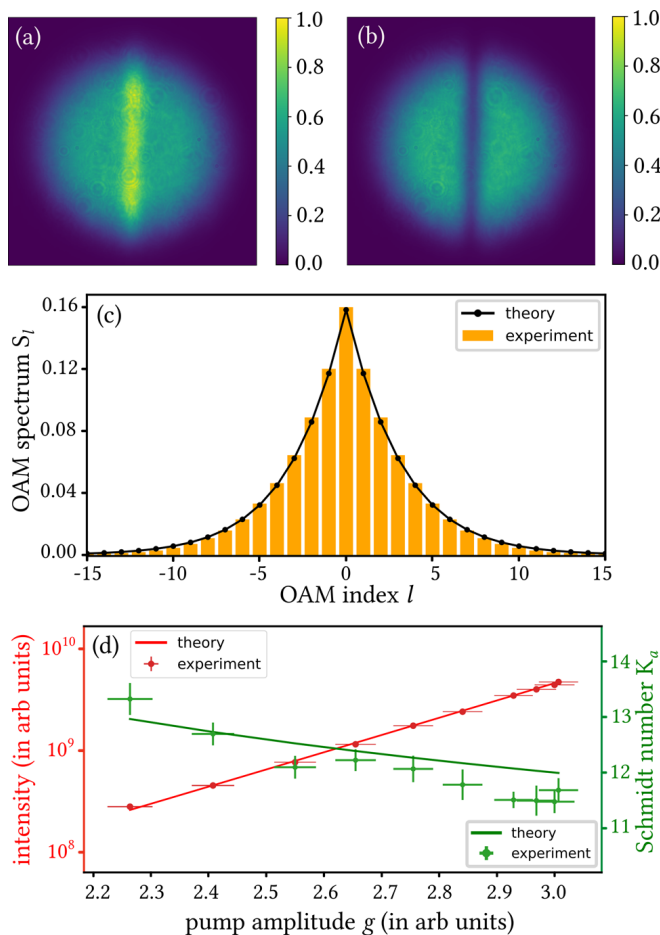 (a)
1.0
0.8
0.6
0.4
0.2
0.0
(b)
1.0
0.8
0.6
0.4
0.2
0.0
(c)
OAM spectrum S_l
0.16
0.12
0.08
0.04
0.00
theory
experiment
-15 -10 -5 0 5 10 15
OAM index l
(d)
intensity (in arb units)
10^10
10^9
10^8
theory
experiment
Schmidt number K_a
14
13
12
11
theory
experiment
2.2 2.3 2.4 2.5 2.6 2.7 2.8 2.9 3.0
pump amplitude g (in arb units)